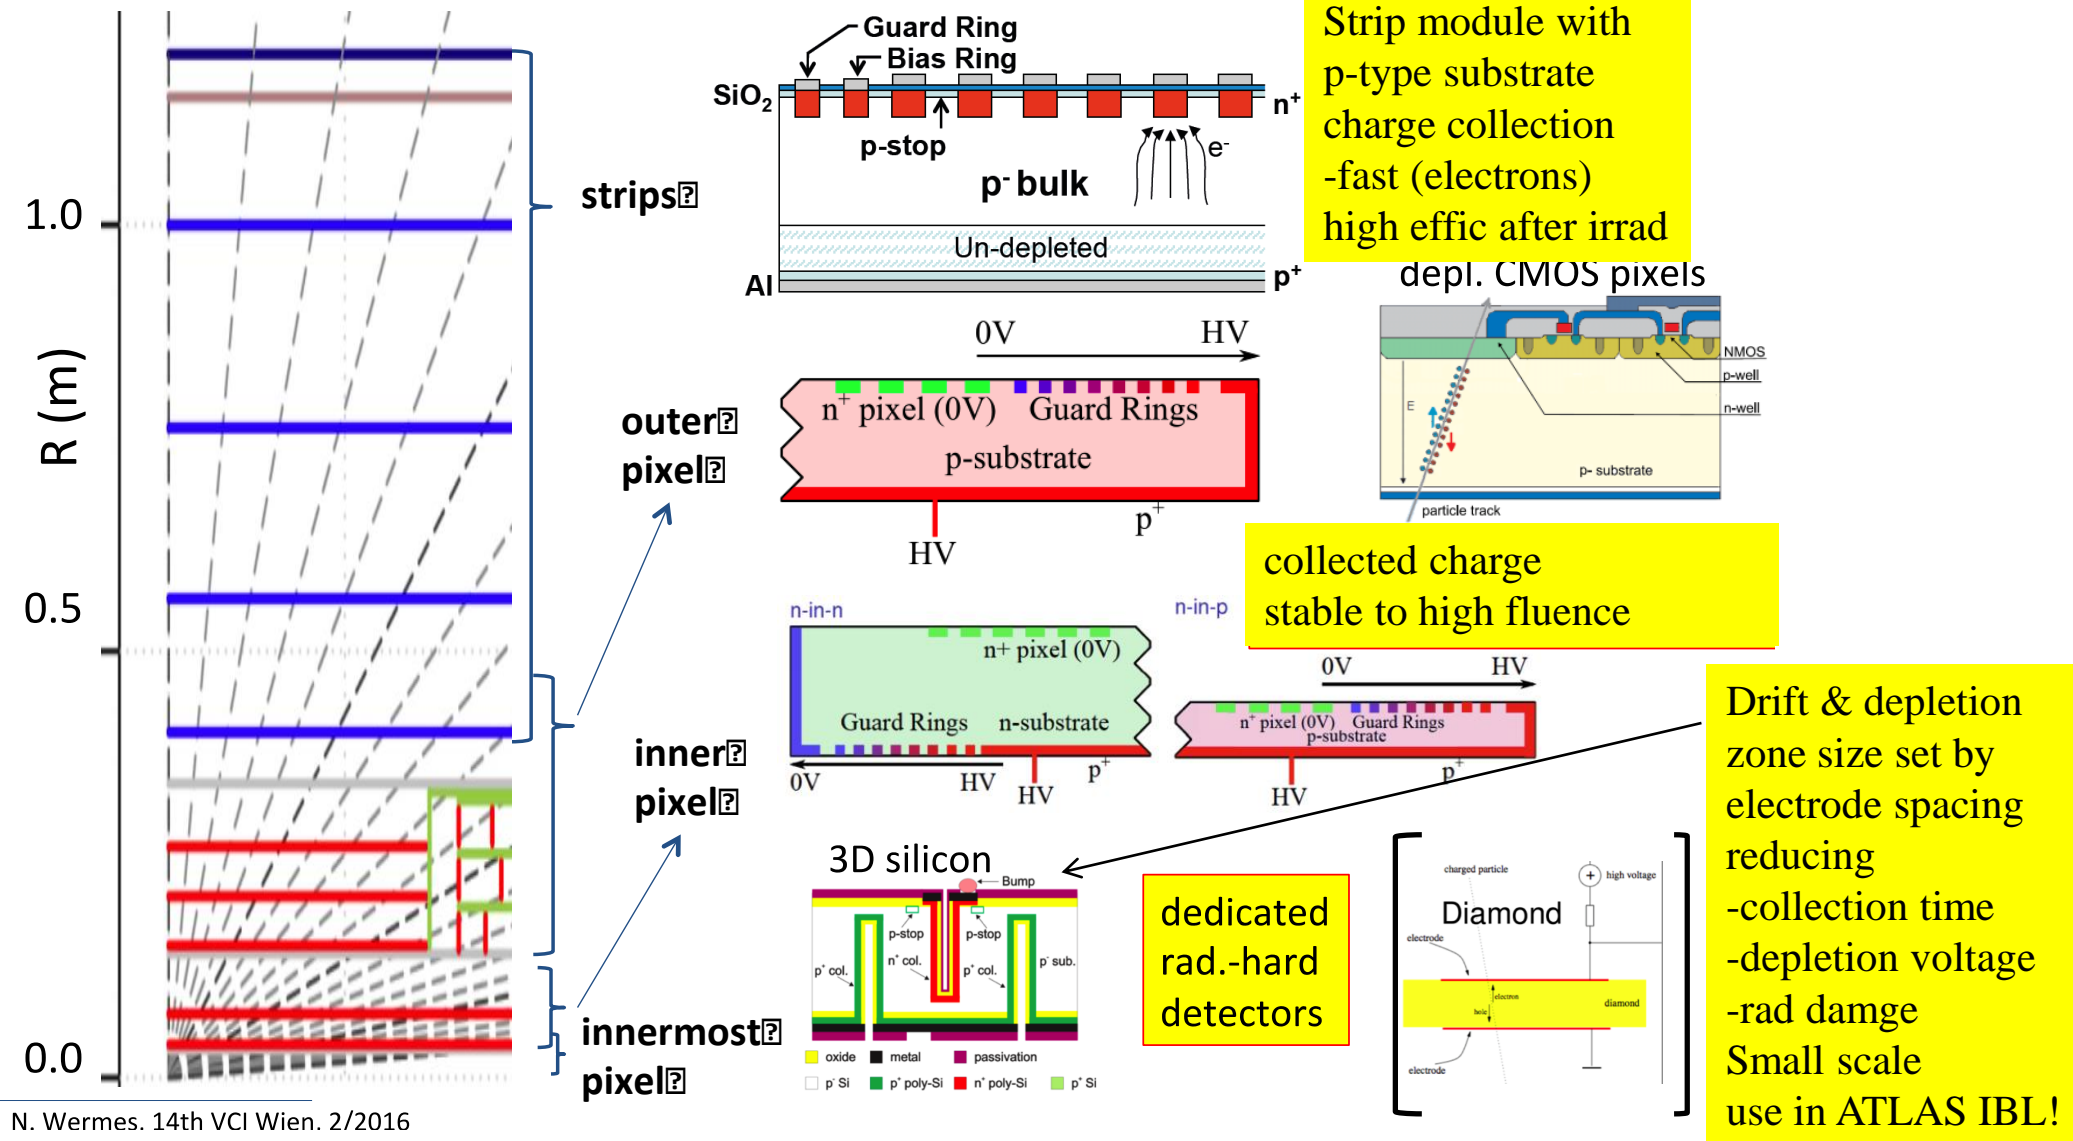 Guard Ring
Bias Ring
SiO2
n+
p-stop
e-
p- bulk
Un-depleted
Al
p+
Strip module with
p-type substrate
charge collection
-fast (electrons)
high effic after irrad
depl. CMOS pixels
NMOS
p-well
n-well
E
p- substrate
particle track
1.0
0.5
0.0
R (m)
strips
outer
pixel
inner
pixel
innermost
pixel
0V HV
n+ pixel (0V) Guard Rings
p-substrate
p+
HV
collected charge
stable to high fluence
n-in-n
n+ pixel (0V)
Guard Rings n-substrate
0V HV HV p+
n-in-p
0V HV
n+ pixel (0V) Guard Rings
p-substrate
p+
HV
Drift & depletion
zone size set by
electrode spacing
reducing
-collection time
-depletion voltage
-rad damge
Small scale
use in ATLAS IBL!
3D silicon
Bump
p-stop p-stop
p+ col. n+ col. p+ col. p- sub.
oxide metal passivation
p- Si p+ poly-Si n+ poly-Si p+ Si
dedicated
rad.-hard
detectors
charged particle
high voltage
Diamond
electrode
electron
hole
diamond
electrode
N. Wermes, 14th VCI Wien, 2/2016